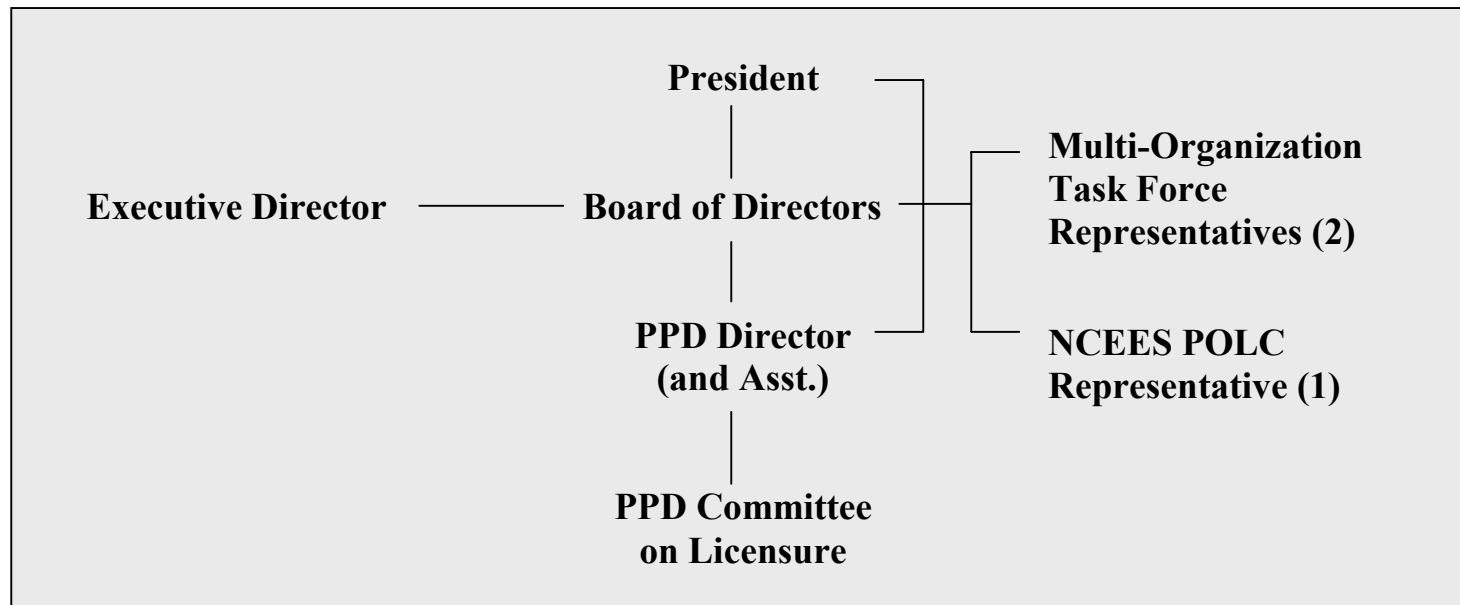 President
Executive Director
Board of Directors
Multi-Organization
Task Force
Representatives (2)
PPD Director
(and Asst.)
NCEES POLC
Representative (1)
PPD Committee
on Licensure